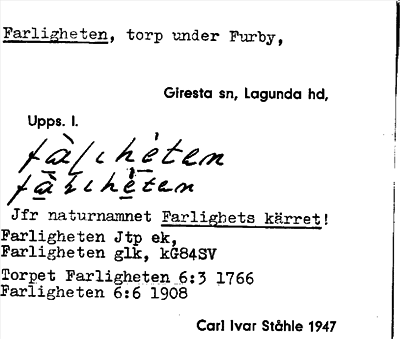 Farligheten, torp under Furby,
Giresta sn, Lagunda hd,
Upps. l.
Jfr naturnamnet Farlighets kärret!
Farligheten Jtp ek,
Farligheten glk, kG84SV
Torpet Farligheten 6:3 1766
Farligheten 6:6 1908
Carl Ivar Ståhle 1947